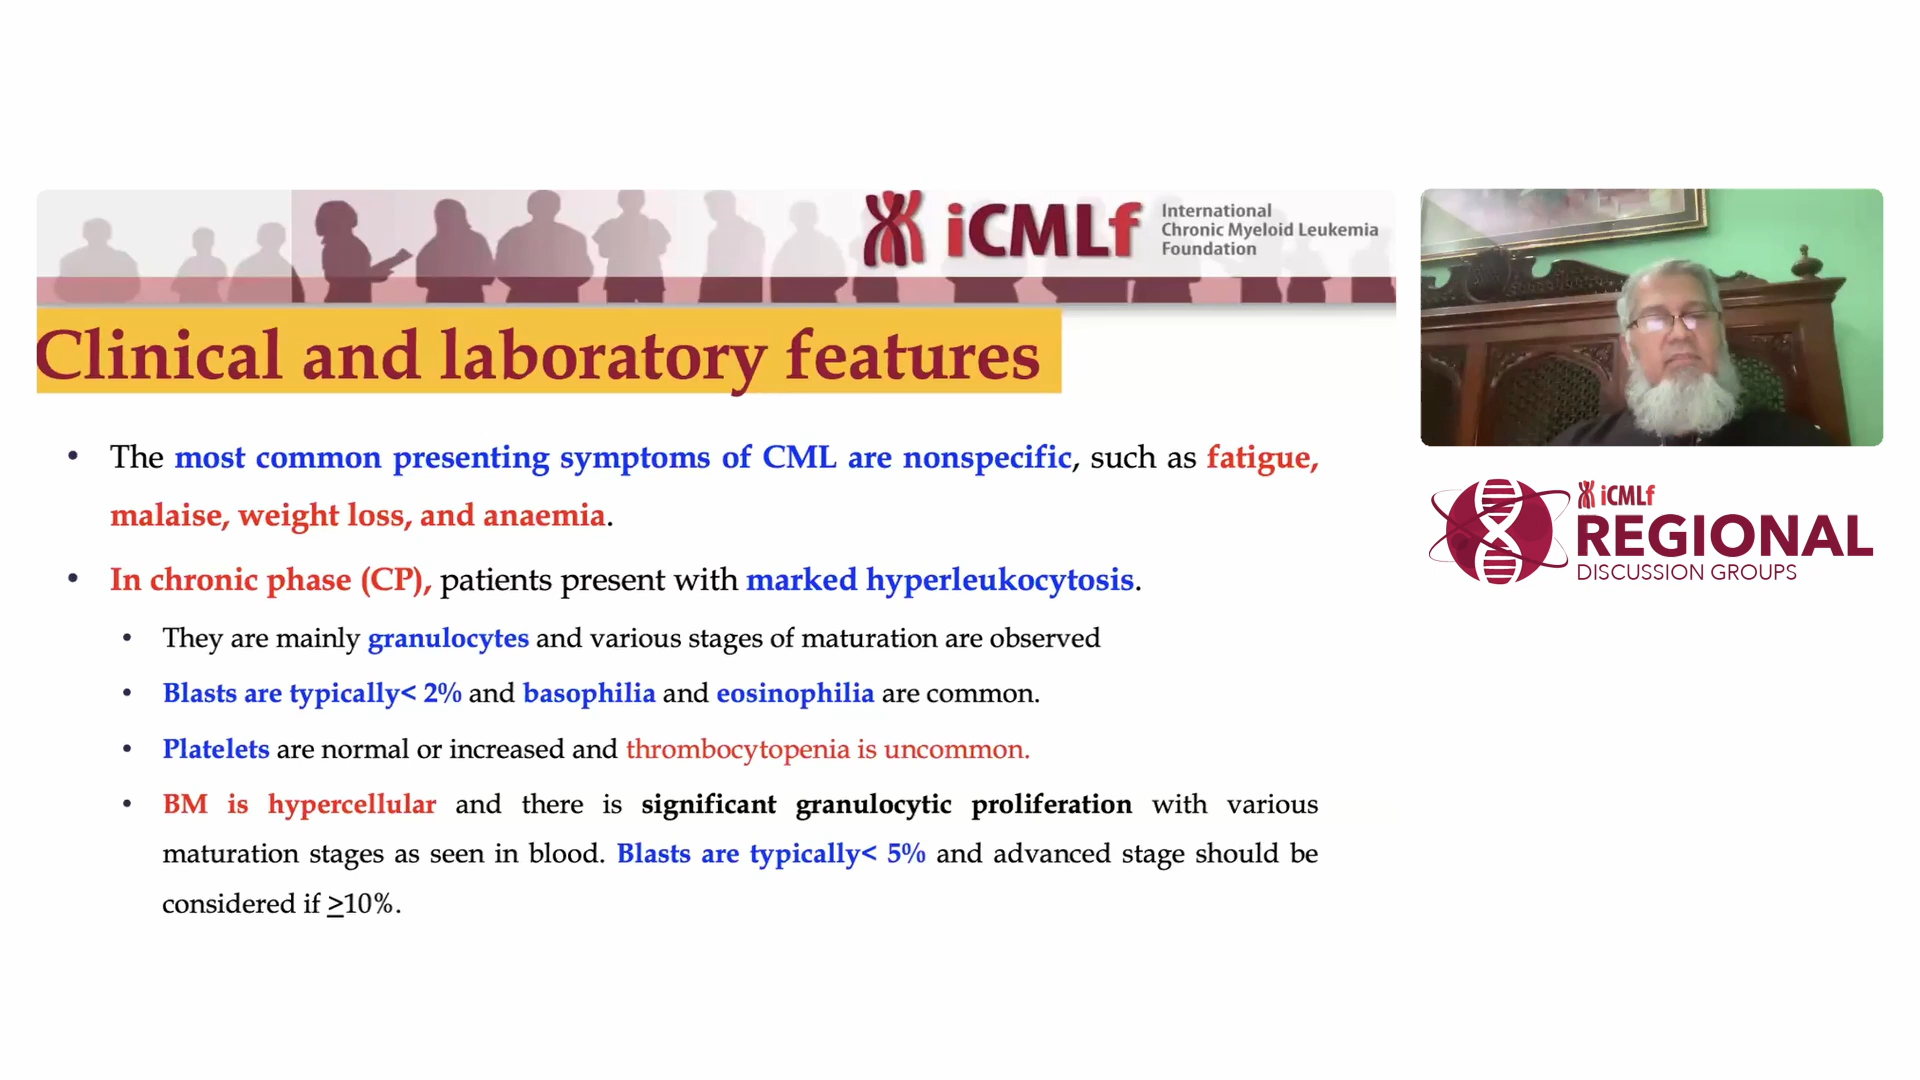 iCMLf
International
Chronic Myeloid Leukemia
Foundation
Clinical and laboratory features
• The most common presenting symptoms of CML are nonspecific, such as fatigue,
malaise, weight loss, and anaemia.
• In chronic phase (CP), patients present with marked hyperleukocytosis.
• They are mainly granulocytes and various stages of maturation are observed
• Blasts are typically< 2% and basophilia and eosinophilia are common.
• Platelets are normal or increased and thrombocytopenia is uncommon.
• BM is hypercellular and there is significant granulocytic proliferation with various
maturation stages as seen in blood. Blasts are typically< 5% and advanced stage should be
considered if ≥10%.
iCMLf
REGIONAL
DISCUSSION GROUPS